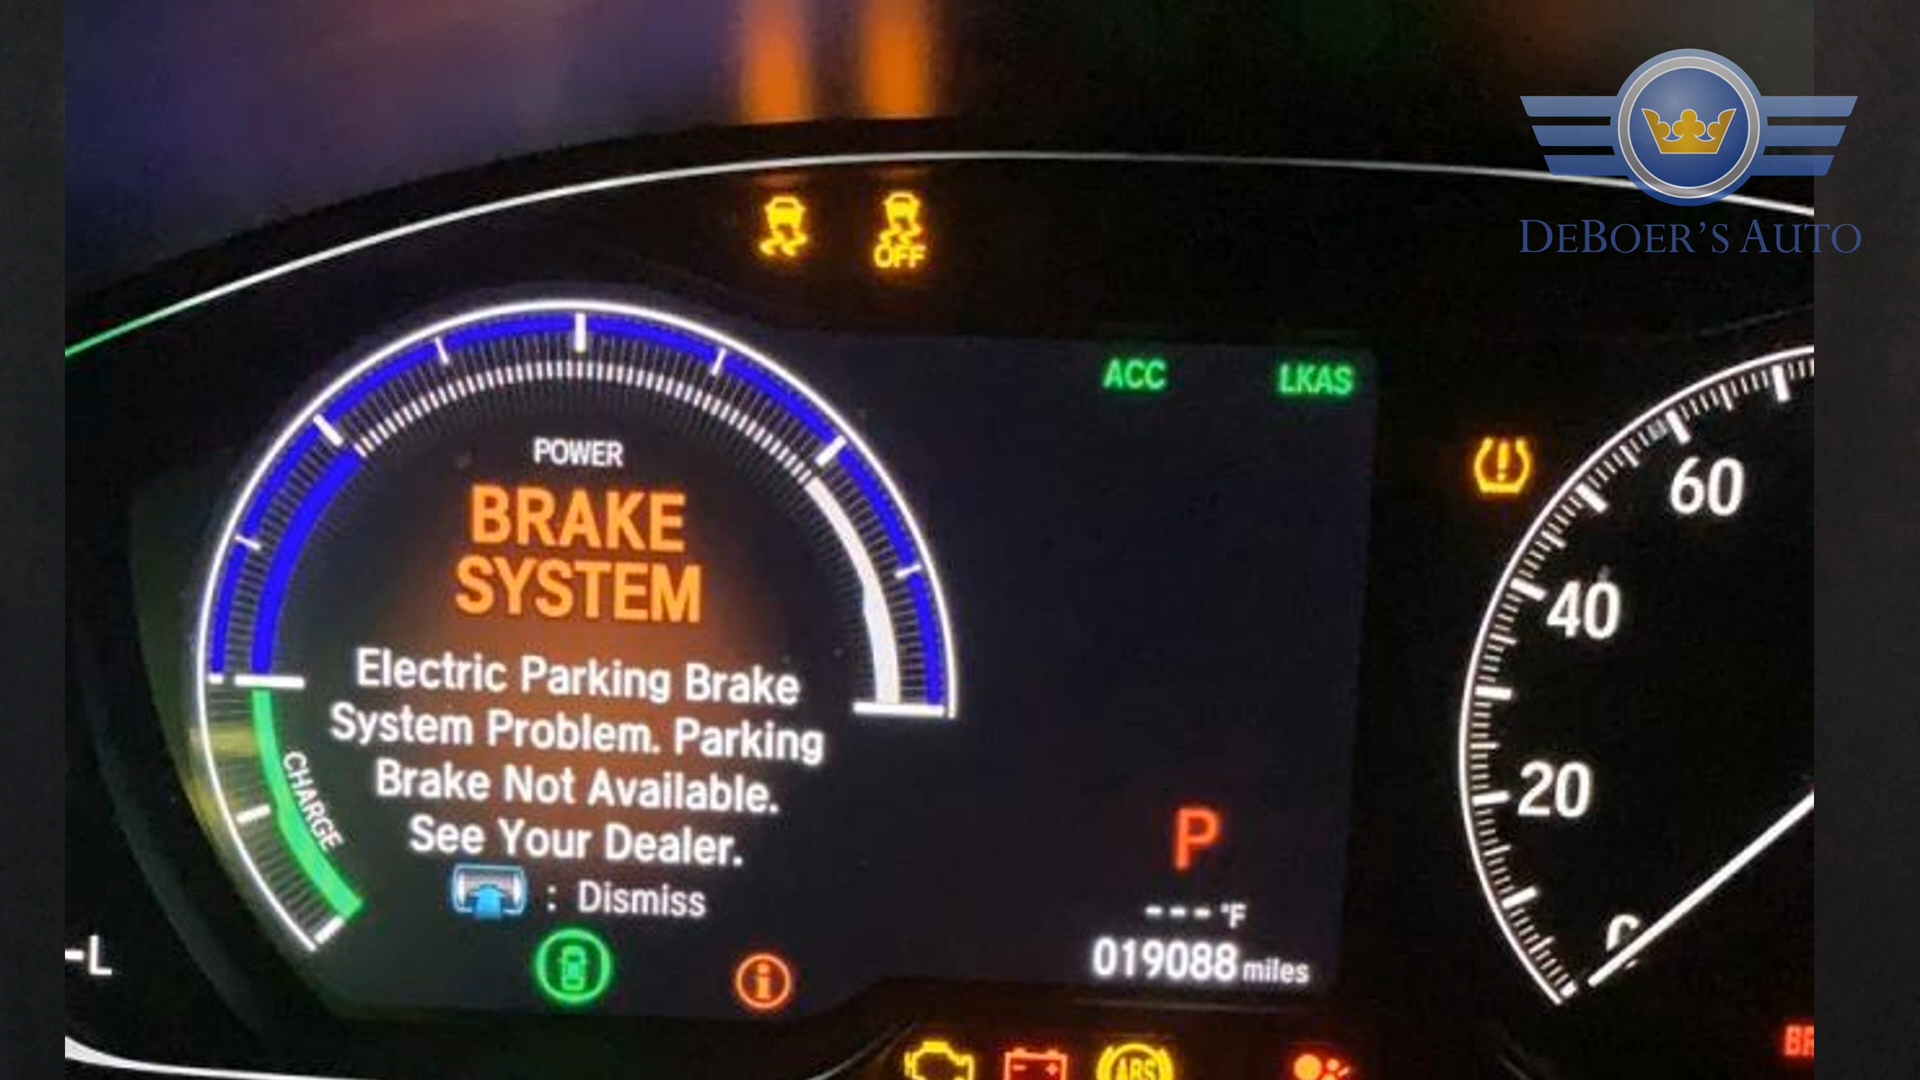 DEBOER'S AUTO
OFF
ACC
LKAS
POWER
BRAKE
SYSTEM
60
Electric Parking Brake
System Problem. Parking
Brake Not Available.
See Your Dealer.
: Dismiss
CHARGE
40
20
P
---°F
019088 miles
-L
ABS